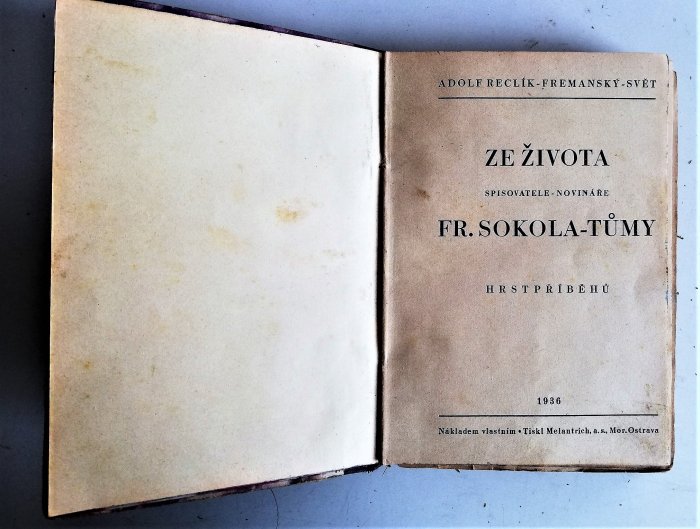 ADOLF RECLÍK-FREMANSKÝ-SVĚT
ZE ŽIVOTA
SPISOVATELE-NOVINÁŘE
FR. SOKOLA-TŮMY
HRST PŘÍBĚHŮ
1936
Nákladem vlastním • Tiskl Melantrich, a.s., Mor. Ostrava